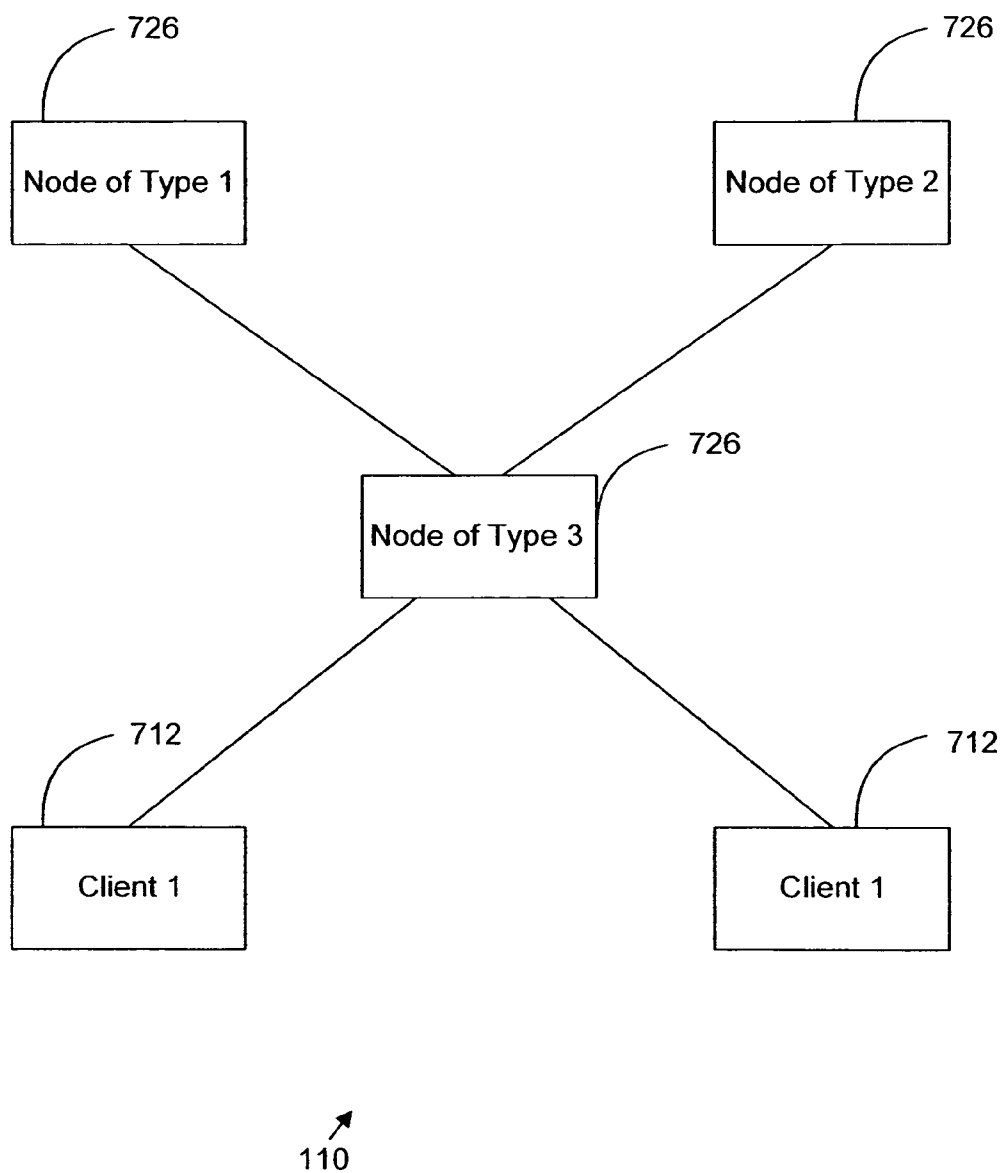 726
726
Node of Type 1
Node of Type 2
726
Node of Type 3
712
712
Client 1
Client 1
110